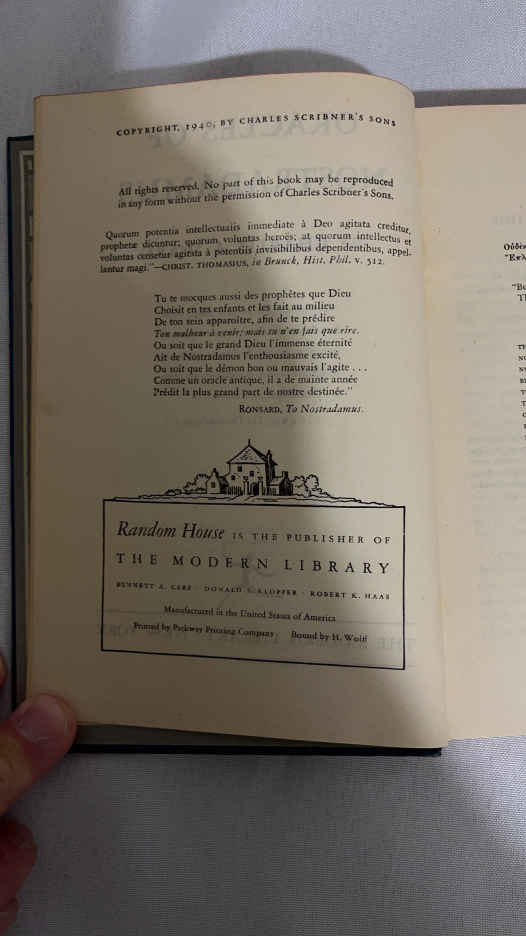 COPYRIGHT, 1940, BY CHARLES SCRIBNER'S SONS
All rights reserved. No part of this book may be reproduced
in any form without the permission of Charles Scribner's Sons.
Quorum potentia intellectualis immediate à Deo agitata creditur,
prophetæ dicuntur; quorum voluntas heroës; at quorum intellectus et
voluntas censetur agitata à potentiis invisibilibus dependentibus, appel-
lantur magi."—CHRIST. THOMASIUS, in Brunck, Hist. Phil. v. 512.
Tu te mocques aussi des prophètes que Dieu
Choisit en tes enfants et les fait au milieu
De ton sein apparoître, afin de te prédire
Ton malheur à venir; mais tu n'en fais que rire.
Ou soit que le grand Dieu l'immense éternité
Ait de Nostradamus l'enthousiasme excité,
Ou soit que le démon bon ou mauvais l'agite . . .
Comme un oracle antique, il a de mainte année
Prédit la plus grand part de nostre destinée."
RONSARD, To Nostradamus.
Random House IS THE PUBLISHER OF
THE MODERN LIBRARY
BENNETT A. CERF · DONALD S. KLOPFER · ROBERT K. HAAS
Manufactured in the United States of America
Printed by Parkway Printing Company Bound by H. Wolff